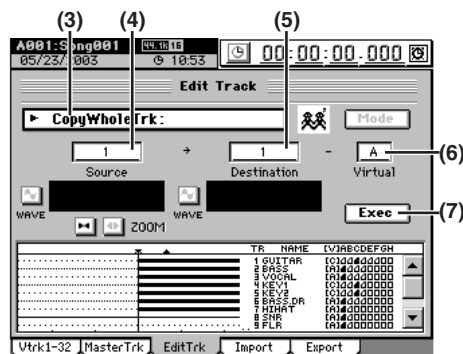 (3) (4) (5)
A001:Song001 44.1k 16
05/23/2003 10:53 00:00:00.000
Edit Track
CopyWholeTrk: Mode
1 → 1 - A (6)
Source Destination Virtual
WAVE WAVE Exec (7)
ZOOM
TR NAME [V]ABCDEFGH
1 GUITAR
2 BASS
3 VOCAL
4 KEY1
5 KEY2
6 BASS.DR
7 HIHAT
8 SNR
9 FLR
Vtrk1-32 MasterTrk EditTrk Import Export